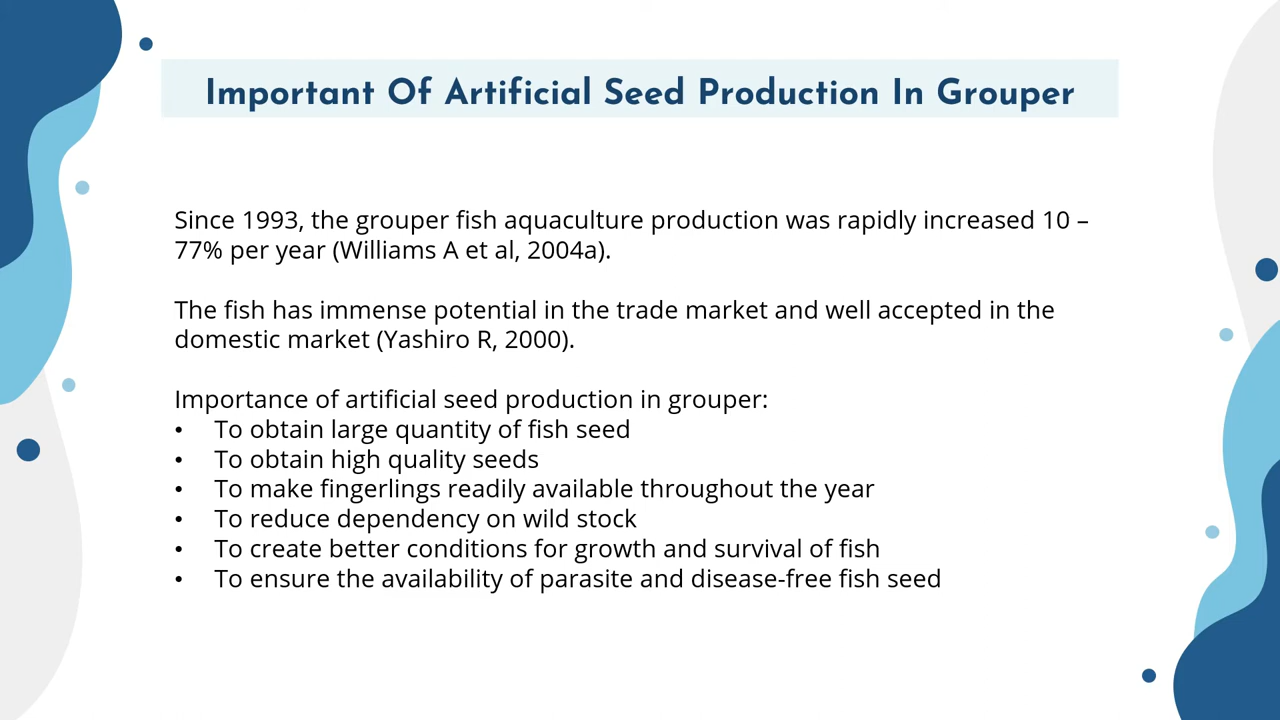 Important Of Artificial Seed Production In Grouper
Since 1993, the grouper fish aquaculture production was rapidly increased 10 –
77% per year (Williams A et al, 2004a).
The fish has immense potential in the trade market and well accepted in the
domestic market (Yashiro R, 2000).
Importance of artificial seed production in grouper:
• To obtain large quantity of fish seed
• To obtain high quality seeds
• To make fingerlings readily available throughout the year
• To reduce dependency on wild stock
• To create better conditions for growth and survival of fish
• To ensure the availability of parasite and disease-free fish seed